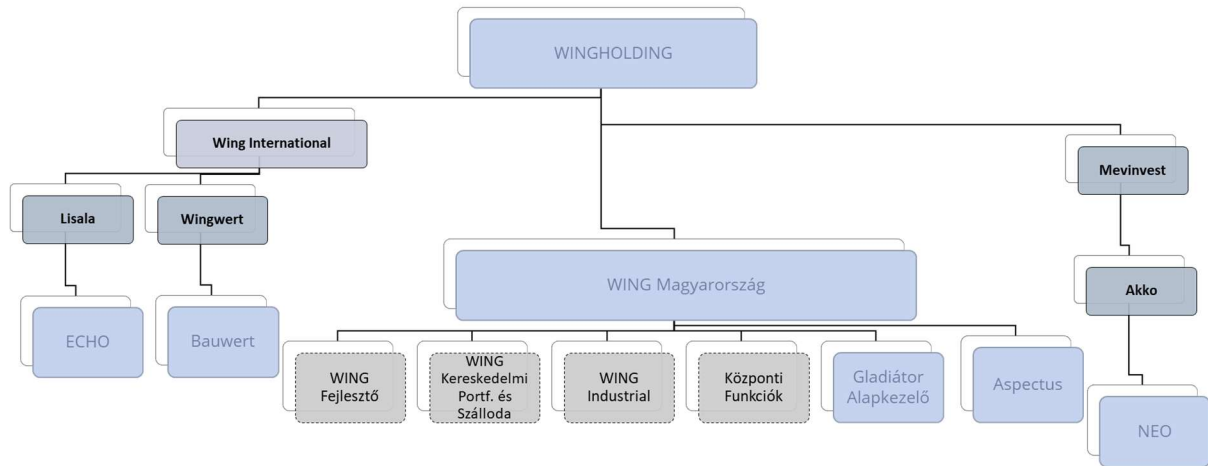 WINGHOLDING
Wing International
Mevinvest
Lisala
Wingwert
WING Magyarország
Akko
ECHO
Bauwert
WING
Fejlesztő
WING
Kereskedelmi
Portf. és
Szálloda
WING
Industrial
Központi
Funkciók
Gladiátor
Alapkezelő
Aspectus
NEO